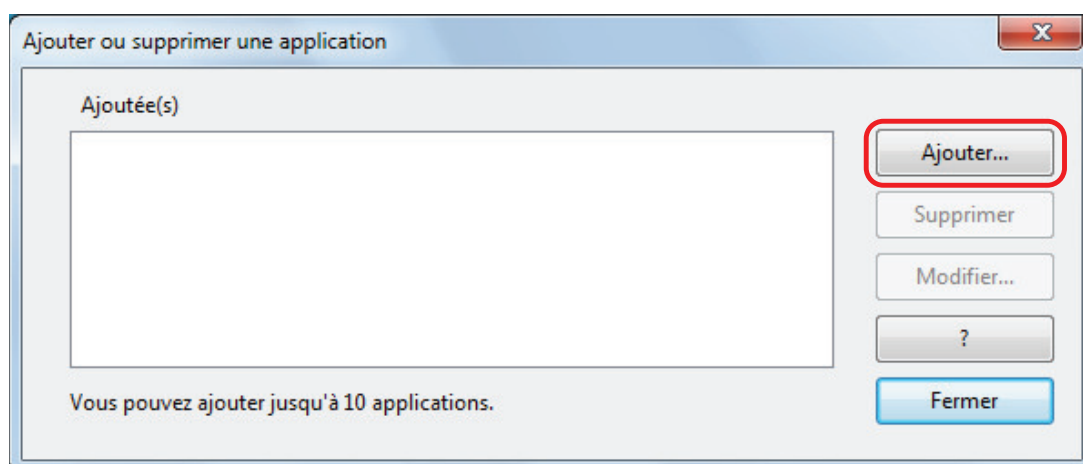 Ajouter ou supprimer une application
Ajoutée(s)
Ajouter...
Supprimer
Modifier...
?
Fermer
Vous pouvez ajouter jusqu'à 10 applications.